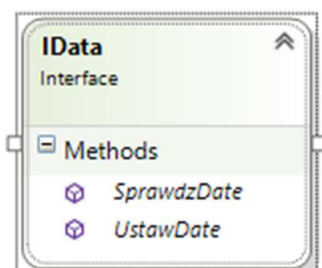 IData
Interface
Methods
SprawdzDate
UstawDate